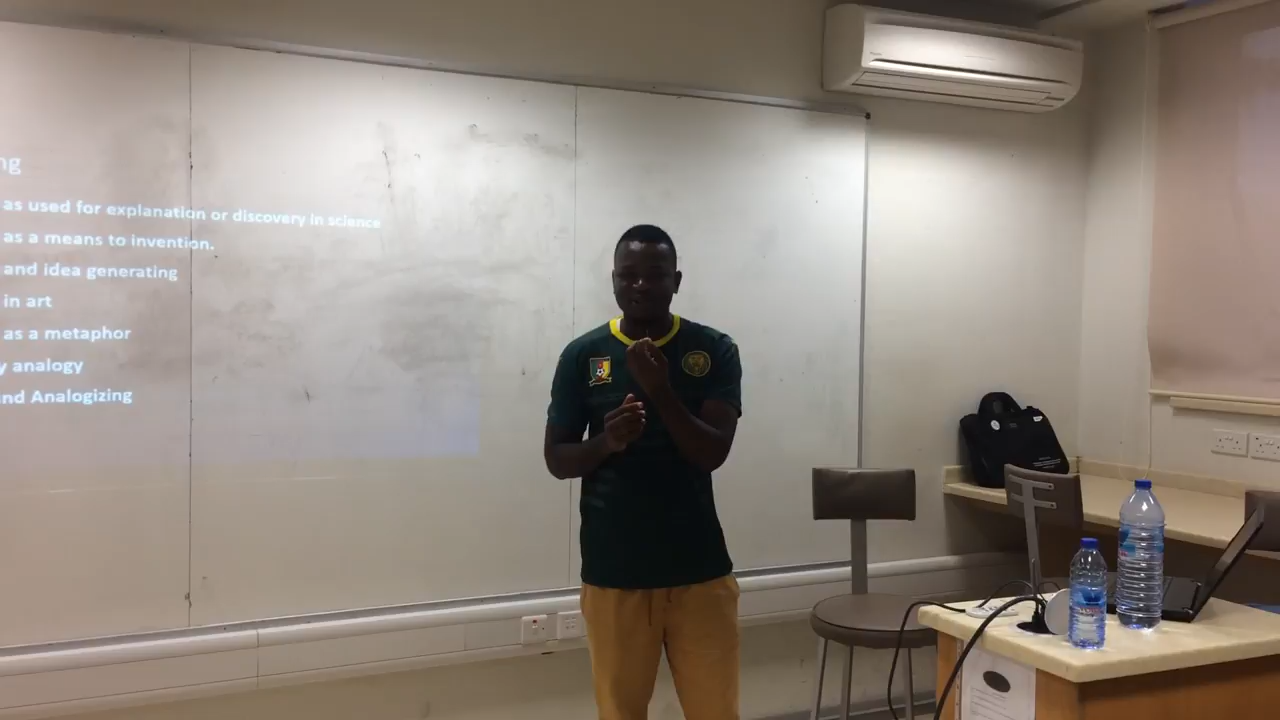 ng
as used for explanation or discovery in science
as a means to invention.
and idea generating
in art
as a metaphor
y analogy
nd Analogizing